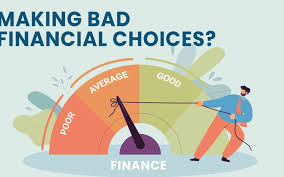 MAKING BAD
FINANCIAL CHOICES?
POOR
AVERAGE
GOOD
FINANCE